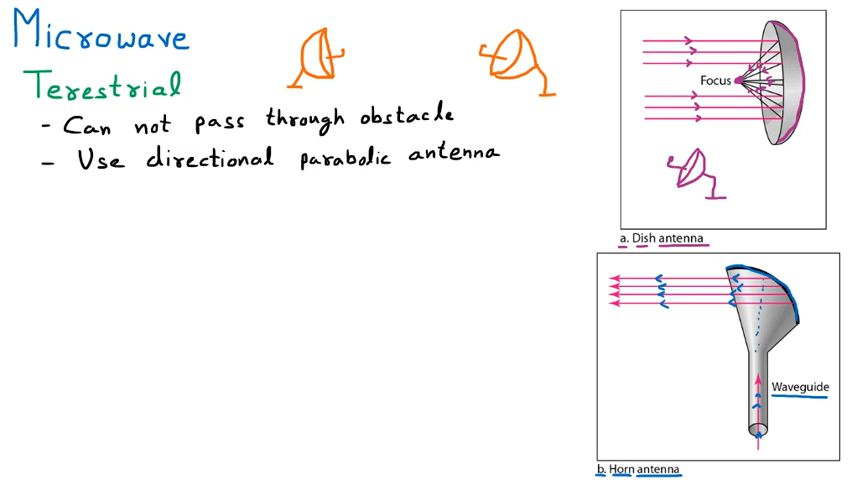 Microwave
Terestrial
- Can not pass through obstacle
- Use directional parabolic antenna
Focus
a. Dish antenna
Waveguide
b. Horn antenna